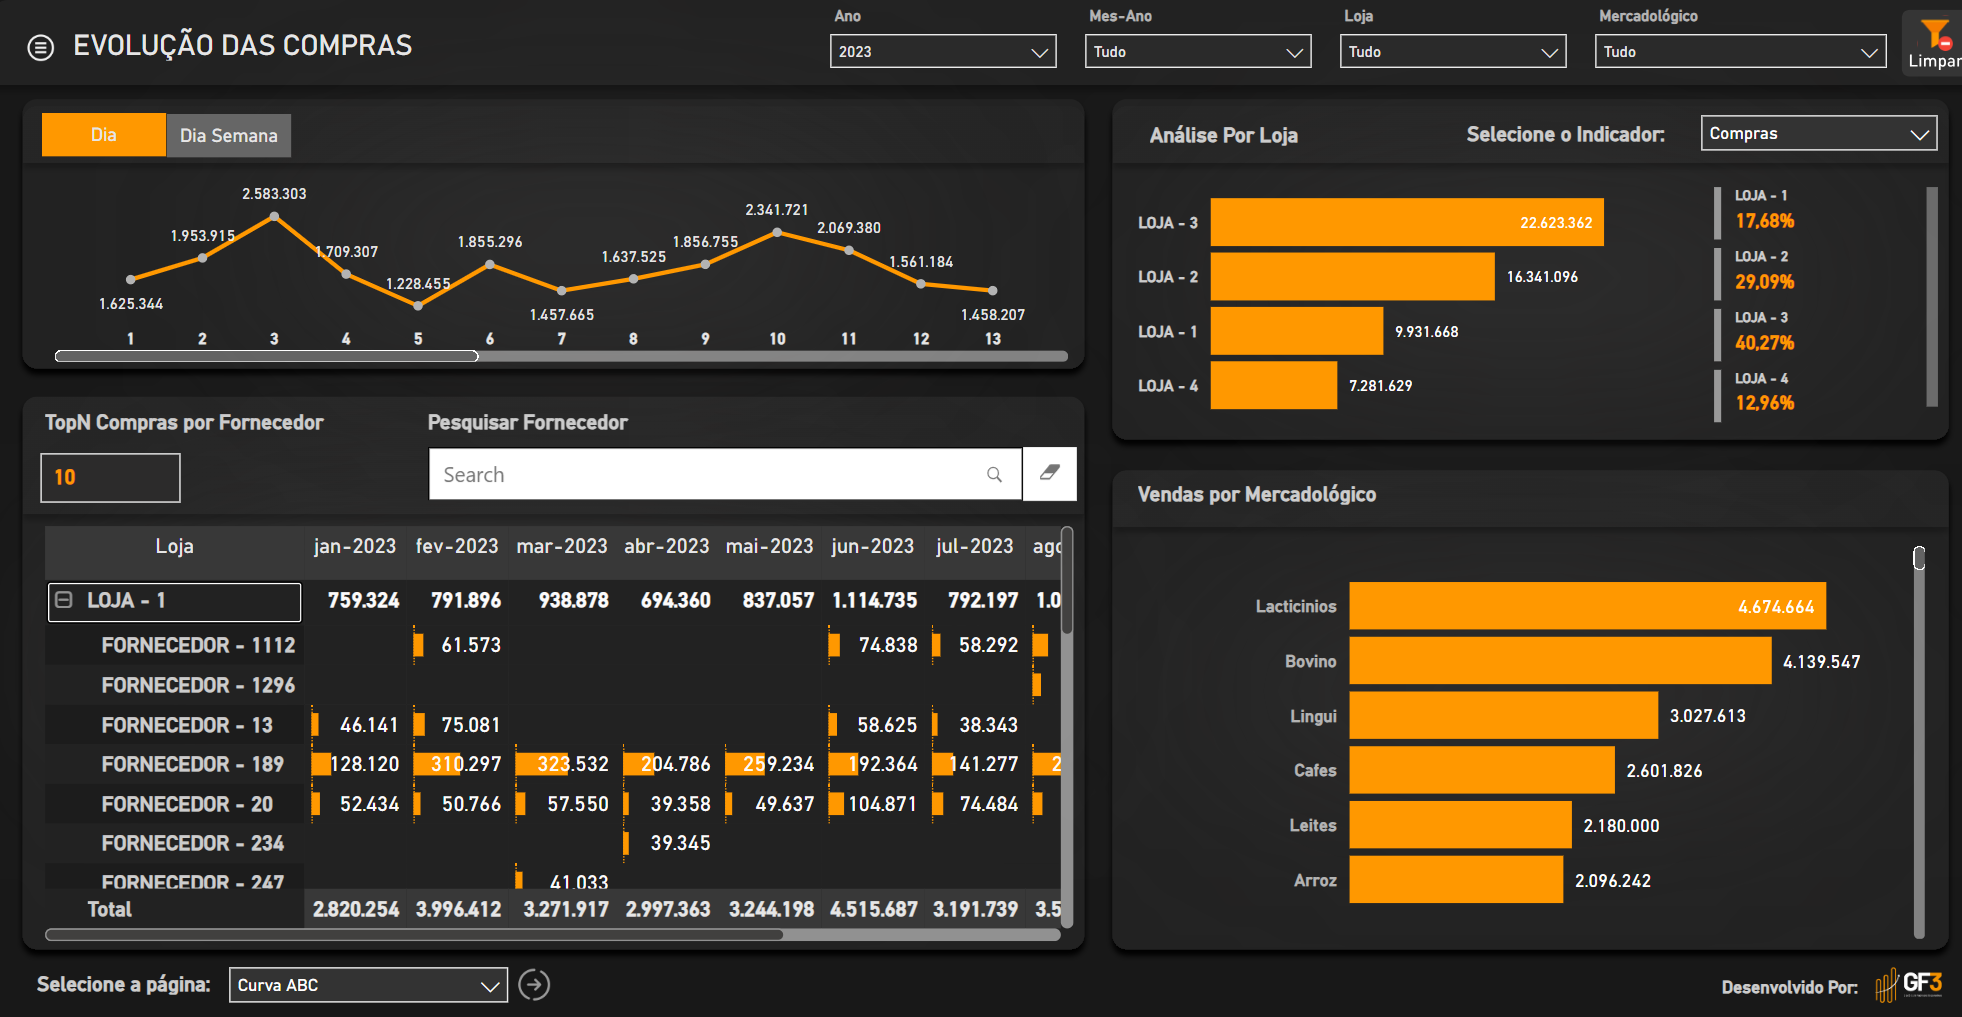 EVOLUÇÃO DAS COMPRAS
Ano
2023
Mes-Ano
Tudo
Loja
Tudo
Mercadológico
Tudo
Limpar
Dia
Dia Semana
1.625.344
1.953.915
2.583.303
1.709.307
1.228.455
1.855.296
1.457.665
1.637.525
1.856.755
2.341.721
2.069.380
1.561.184
1.458.207
1 2 3 4 5 6 7 8 9 10 11 12 13
Análise Por Loja
Selecione o Indicador:
Compras
LOJA - 3 22.623.362
LOJA - 2 16.341.096
LOJA - 1 9.931.668
LOJA - 4 7.281.629
LOJA - 1
17,68%
LOJA - 2
29,09%
LOJA - 3
40,27%
LOJA - 4
12,96%
TopN Compras por Fornecedor
10
Pesquisar Fornecedor
Search
Loja jan-2023 fev-2023 mar-2023 abr-2023 mai-2023 jun-2023 jul-2023 ago
LOJA - 1 759.324 791.896 938.878 694.360 837.057 1.114.735 792.197 1.0
FORNECEDOR - 1112 61.573 74.838 58.292
FORNECEDOR - 1296
FORNECEDOR - 13 46.141 75.081 58.625 38.343
FORNECEDOR - 189 128.120 310.297 323.532 204.786 259.234 192.364 141.277 2
FORNECEDOR - 20 52.434 50.766 57.550 39.358 49.637 104.871 74.484
FORNECEDOR - 234 39.345
FORNECEDOR - 247 41.033
Total 2.820.254 3.996.412 3.271.917 2.997.363 3.244.198 4.515.687 3.191.739 3.5
Vendas por Mercadológico
Lacticinios 4.674.664
Bovino 4.139.547
Lingui 3.027.613
Cafes 2.601.826
Leites 2.180.000
Arroz 2.096.242
Selecione a página:
Curva ABC
Desenvolvido Por:
GF3